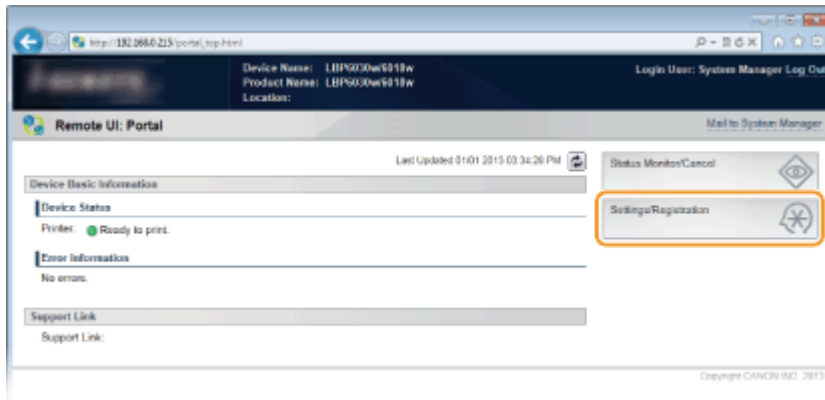 http://192.168.0.215/portal_top.html
Device Name: LBP6030w/6018w
Product Name: LBP6030w/6018w
Location:
Login User: System Manager Log Out
Remote UI: Portal
Mail to System Manager
Last Updated 01/01 2013 03:34:28 PM
Device Basic Information
Device Status
Printer: Ready to print.
Error Information
No errors.
Support Link
Support Link:
Status Monitor/Cancel
Settings/Registration
Copyright CANON INC. 2013